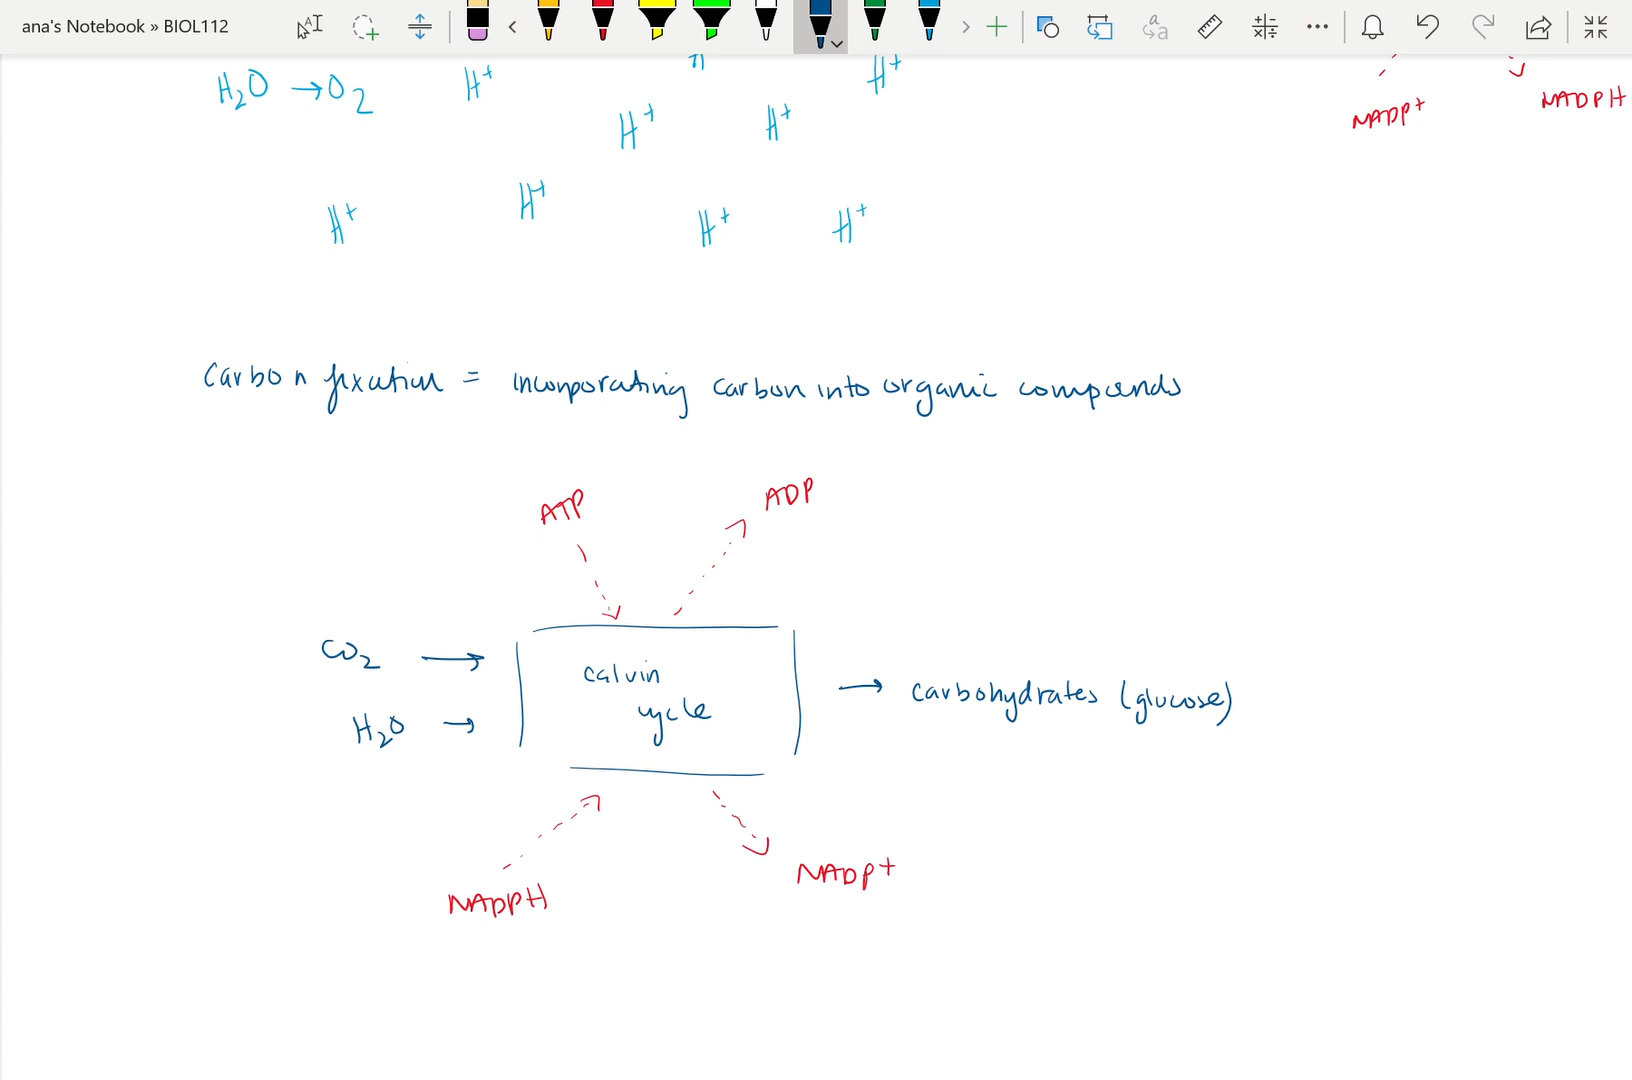 ana's Notebook » BIOL112
H₂O → O₂ H⁺ H⁺
NADP+ NADPH
H⁺ H⁺
H⁺ H⁺ H⁺ H⁺
Carbon fixation = incorporating carbon into organic compounds
ATP ADP
CO₂ → calvin
H₂O → cycle → carbohydrates (glucose)
NADPH NADP+